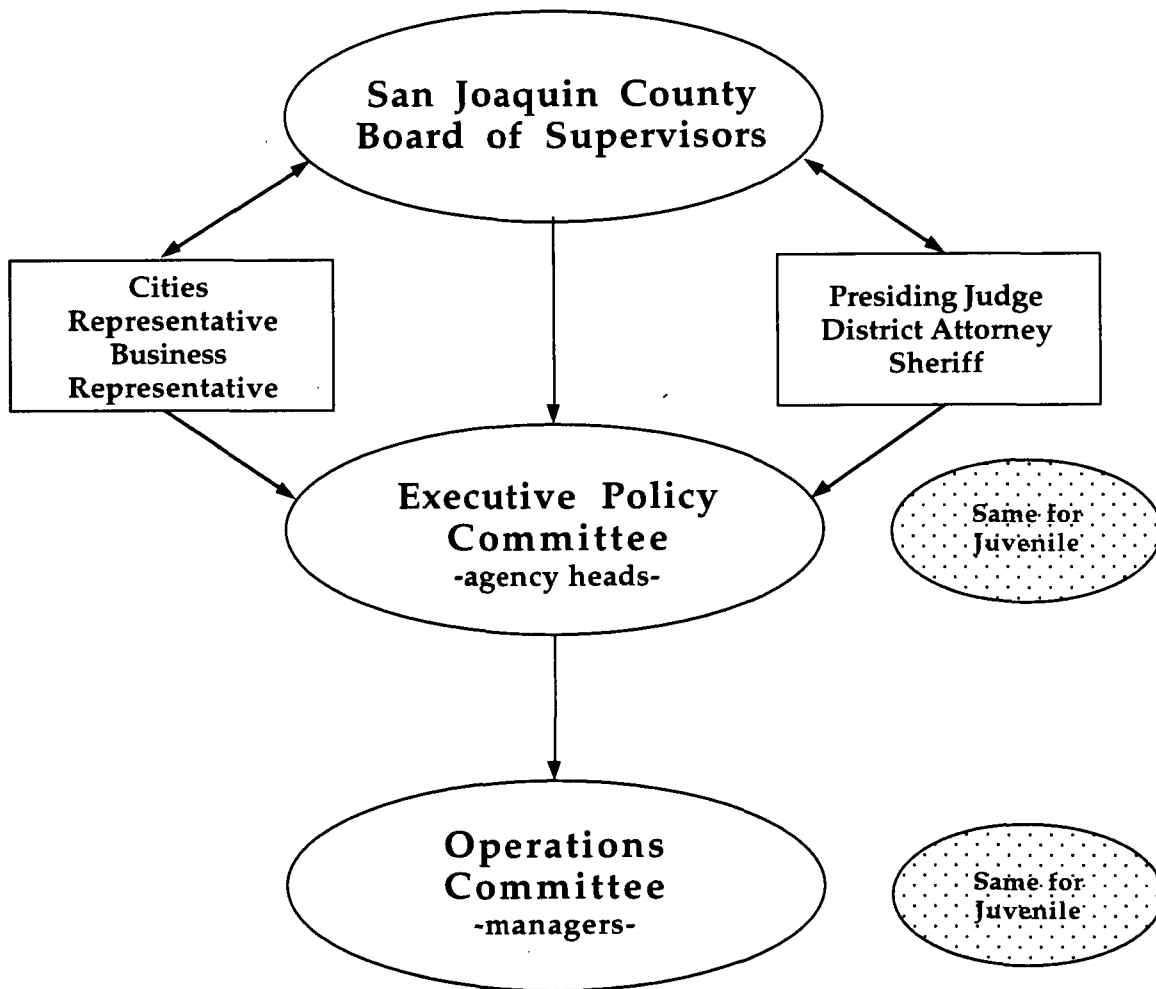 San Joaquin County
Board of Supervisors
Cities
Representative
Business
Representative
Presiding Judge
District Attorney
Sheriff
Executive Policy
Committee
-agency heads-
Same for
Juvenile
Operations
Committee
-managers-
Same for
Juvenile